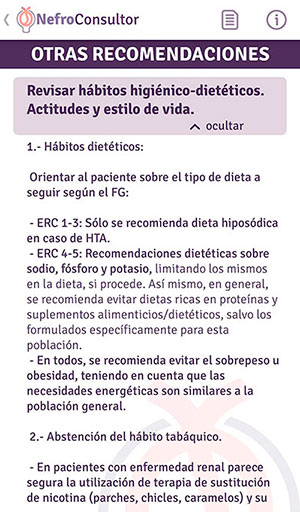 NefroConsultor
OTRAS RECOMENDACIONES
Revisar hábitos higiénico-dietéticos.
Actitudes y estilo de vida.
ocultar
1.- Hábitos dietéticos:
Orientar al paciente sobre el tipo de dieta a
seguir según el FG:
- ERC 1-3: Sólo se recomienda dieta hiposódica
en caso de HTA.
- ERC 4-5: Recomendaciones dietéticas sobre
sodio, fósforo y potasio, limitando los mismos
en la dieta, si procede. Así mismo, en general,
se recomienda evitar dietas ricas en proteínas y
suplementos alimenticios/dietéticos, salvo los
formulados específicamente para esta
población.
- En todos, se recomienda evitar el sobrepeso u
obesidad, teniendo en cuenta que las
necesidades energéticas son similares a la
población general.
2.- Abstención del hábito tabáquico.
- En pacientes con enfermedad renal parece
segura la utilización de terapia de sustitución
de nicotina (parches, chicles, caramelos) y su